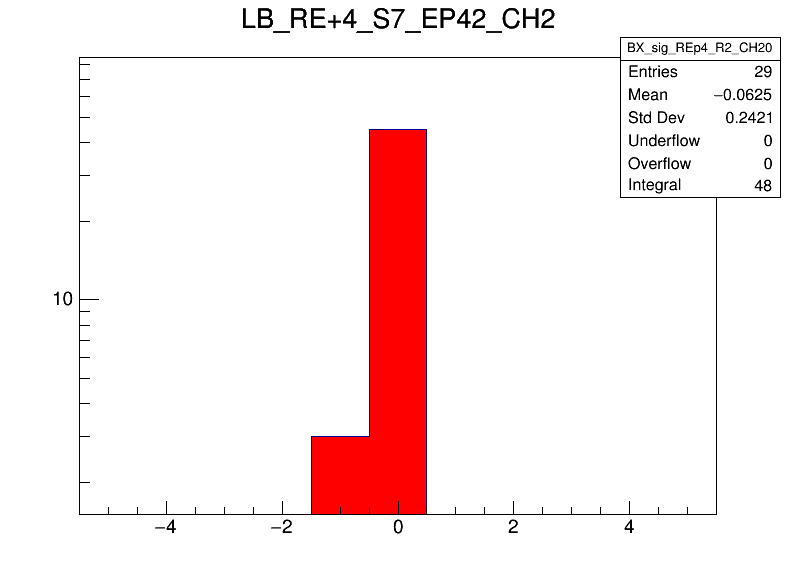 LB_RE+4_S7_EP42_CH2
BX_sig_REp4_R2_CH20
Entries 29
Mean −0.0625
Std Dev 0.2421
Underflow 0
Overflow 0
Integral 48
10
−4 −2 0 2 4